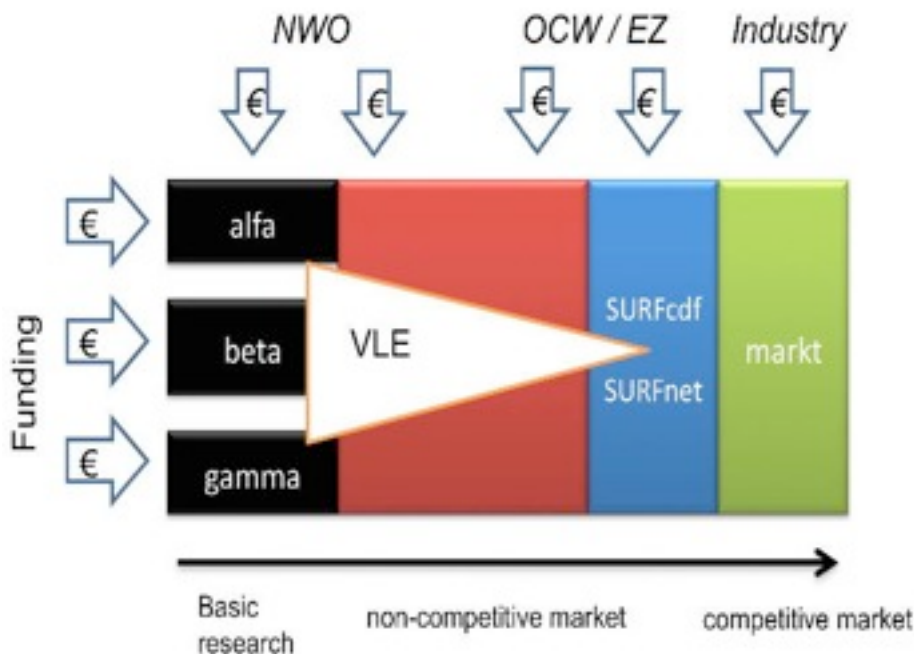 NWO
OCW / EZ
Industry
€ € € € €
€
alfa
Funding
€
beta
VLE
SURFcdf
SURFnet
markt
€
gamma
Basic
research
non-competitive market
competitive market